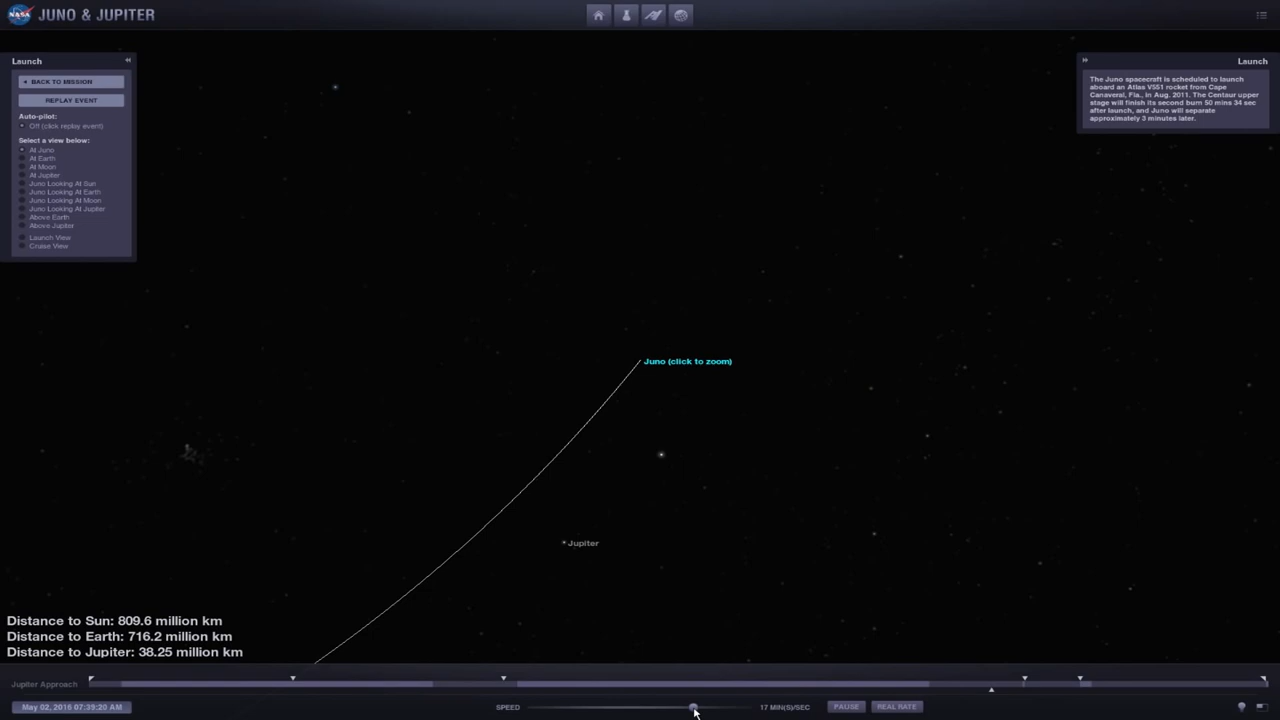 NASA JUNO & JUPITER
Launch
BACK TO MISSION
REPLAY EVENT
Auto-pilot:
Off (click replay event)
Select a view below:
At Juno
At Earth
At Moon
At Jupiter
Juno Looking At Sun
Juno Looking At Earth
Juno Looking At Moon
Juno Looking At Jupiter
Above Earth
Above Jupiter
Launch View
Cruise View
Launch
The Juno spacecraft is scheduled to launch
aboard an Atlas V551 rocket from Cape
Canaveral, Fla., in Aug. 2011. The Centaur upper
stage will finish its second burn 50 mins 34 sec
after launch, and Juno will separate
approximately 3 minutes later.
Juno (click to zoom)
Jupiter
Distance to Sun: 809.6 million km
Distance to Earth: 716.2 million km
Distance to Jupiter: 38.25 million km
Jupiter Approach
May 02, 2016 07:39:20 AM
SPEED
17 MIN(S)/SEC
PAUSE
REAL RATE